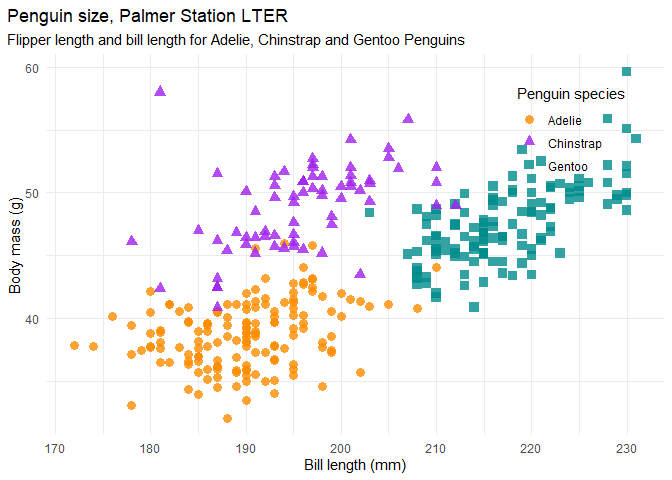 Penguin size, Palmer Station LTER
Flipper length and bill length for Adelie, Chinstrap and Gentoo Penguins
60
50
40
Body mass (g)
Penguin species
Adelie
Chinstrap
Gentoo
170 180 190 200 210 220 230
Bill length (mm)